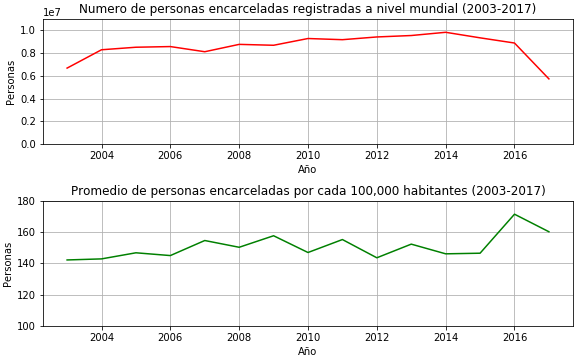 Numero de personas encarceladas registradas a nivel mundial (2003-2017)
1e7
1.0
0.8
0.6
0.4
0.2
0.0
Personas
2004 2006 2008 2010 2012 2014 2016
Año
Promedio de personas encarceladas por cada 100,000 habitantes (2003-2017)
180
160
140
120
100
Personas
2004 2006 2008 2010 2012 2014 2016
Año